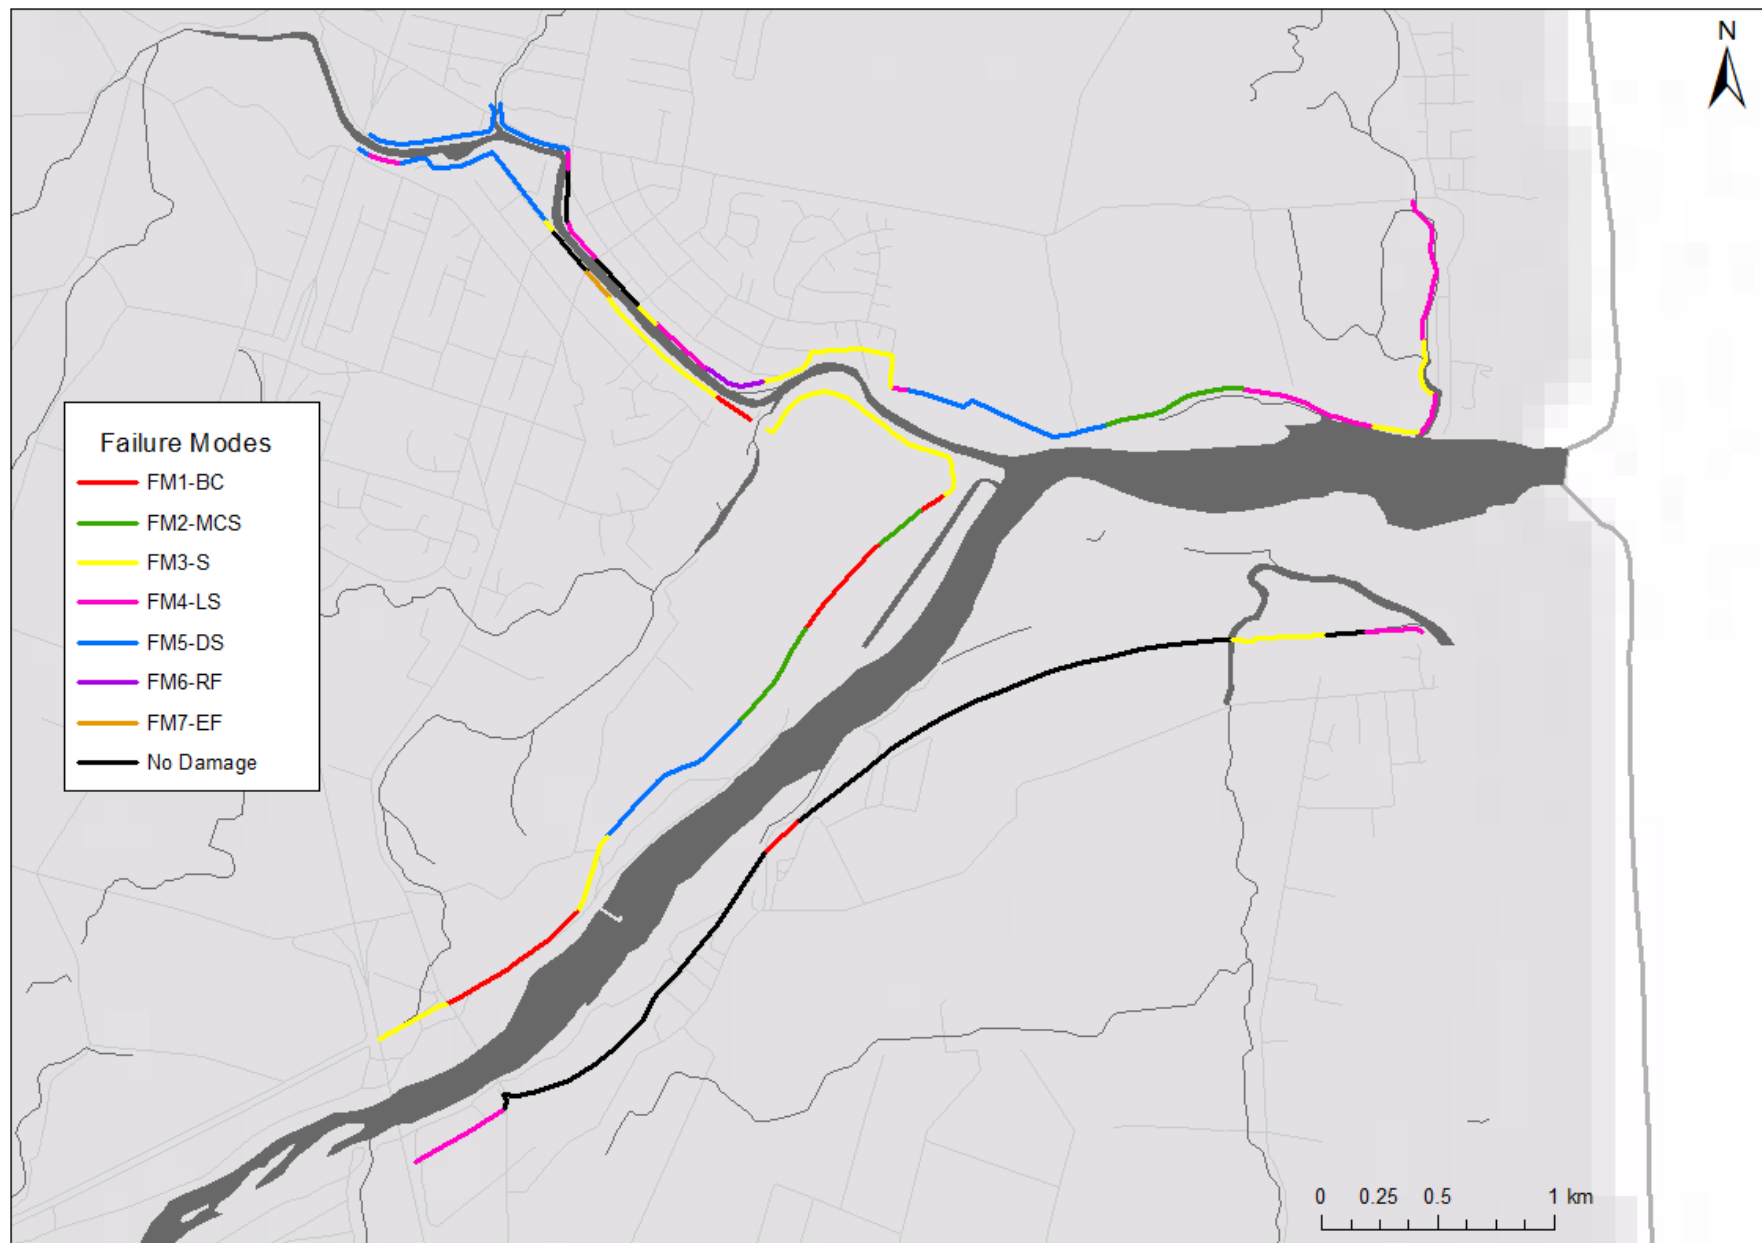 N
Failure Modes
FM1-BC
FM2-MCS
FM3-S
FM4-LS
FM5-DS
FM6-RF
FM7-EF
No Damage
0 0.25 0.5 1 km